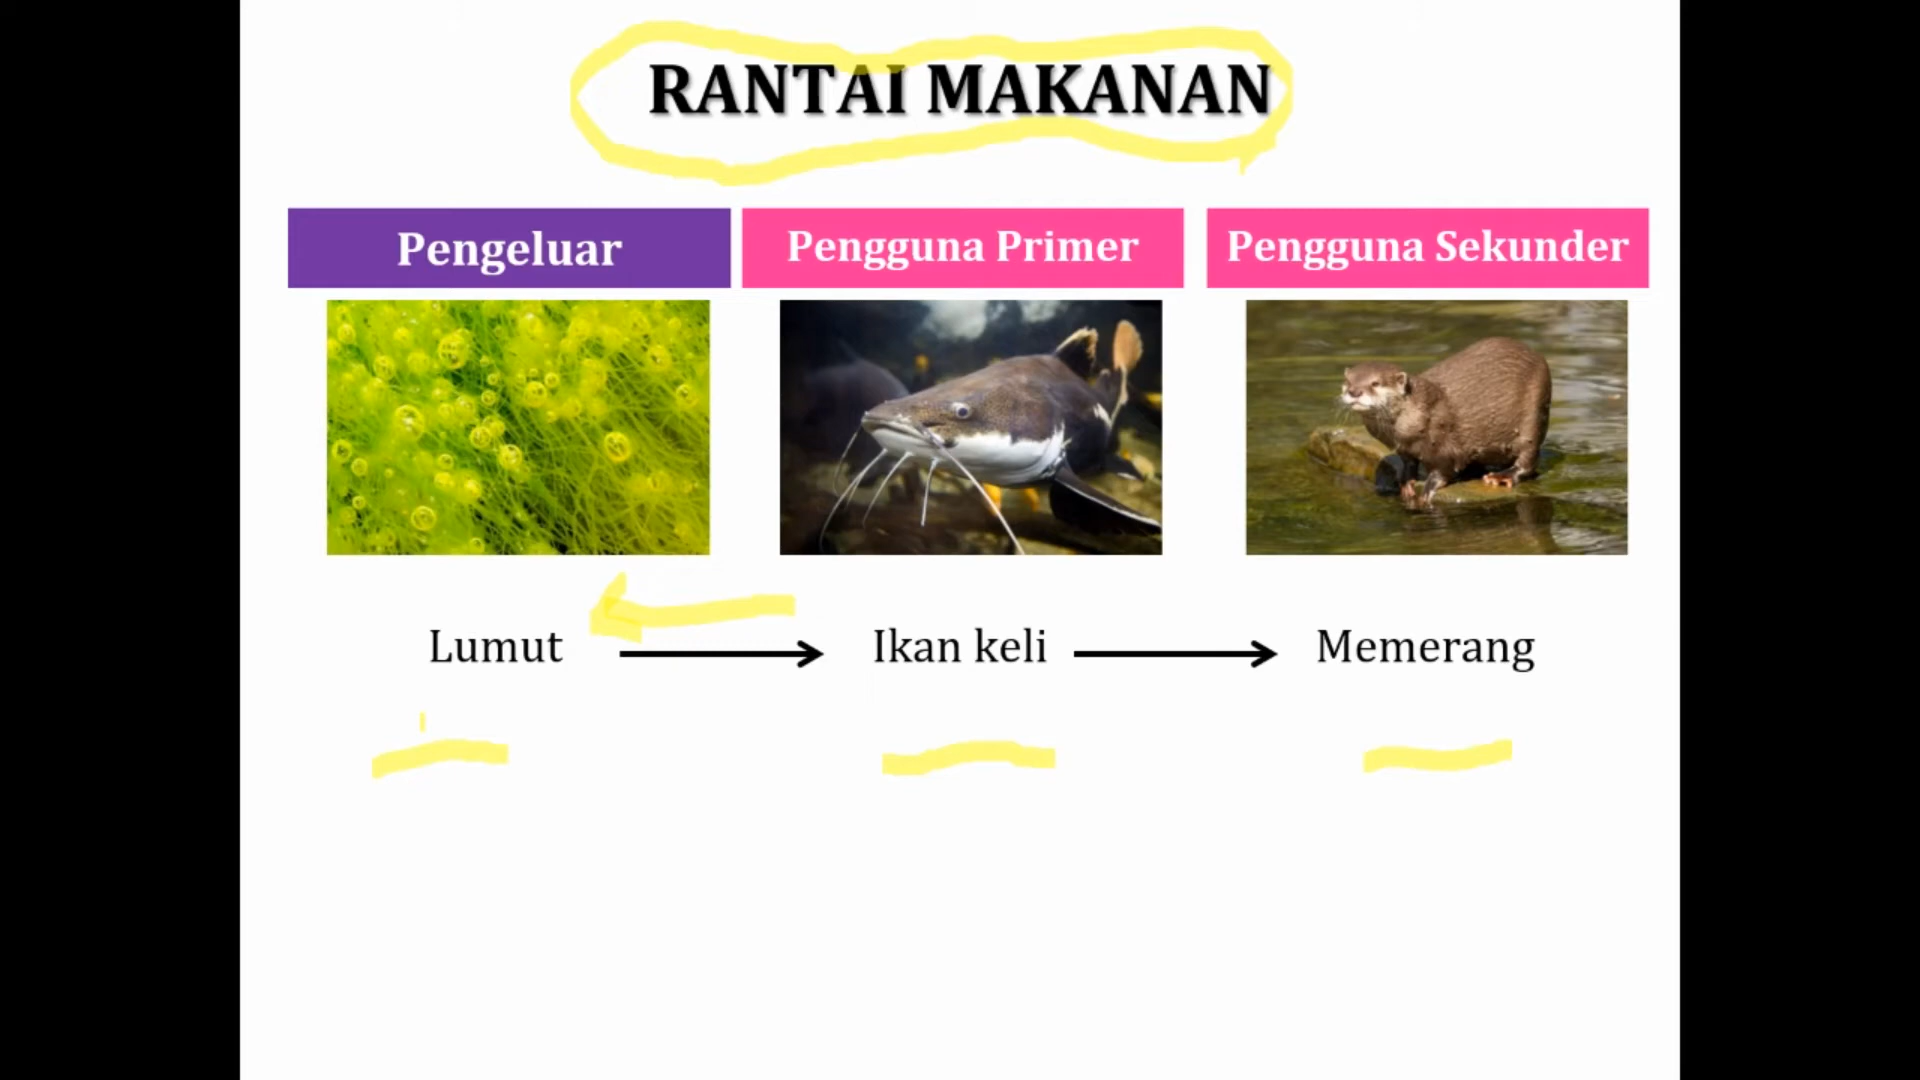 RANTAI MAKANAN
Pengeluar
Pengguna Primer
Pengguna Sekunder
Lumut
Ikan keli
Memerang